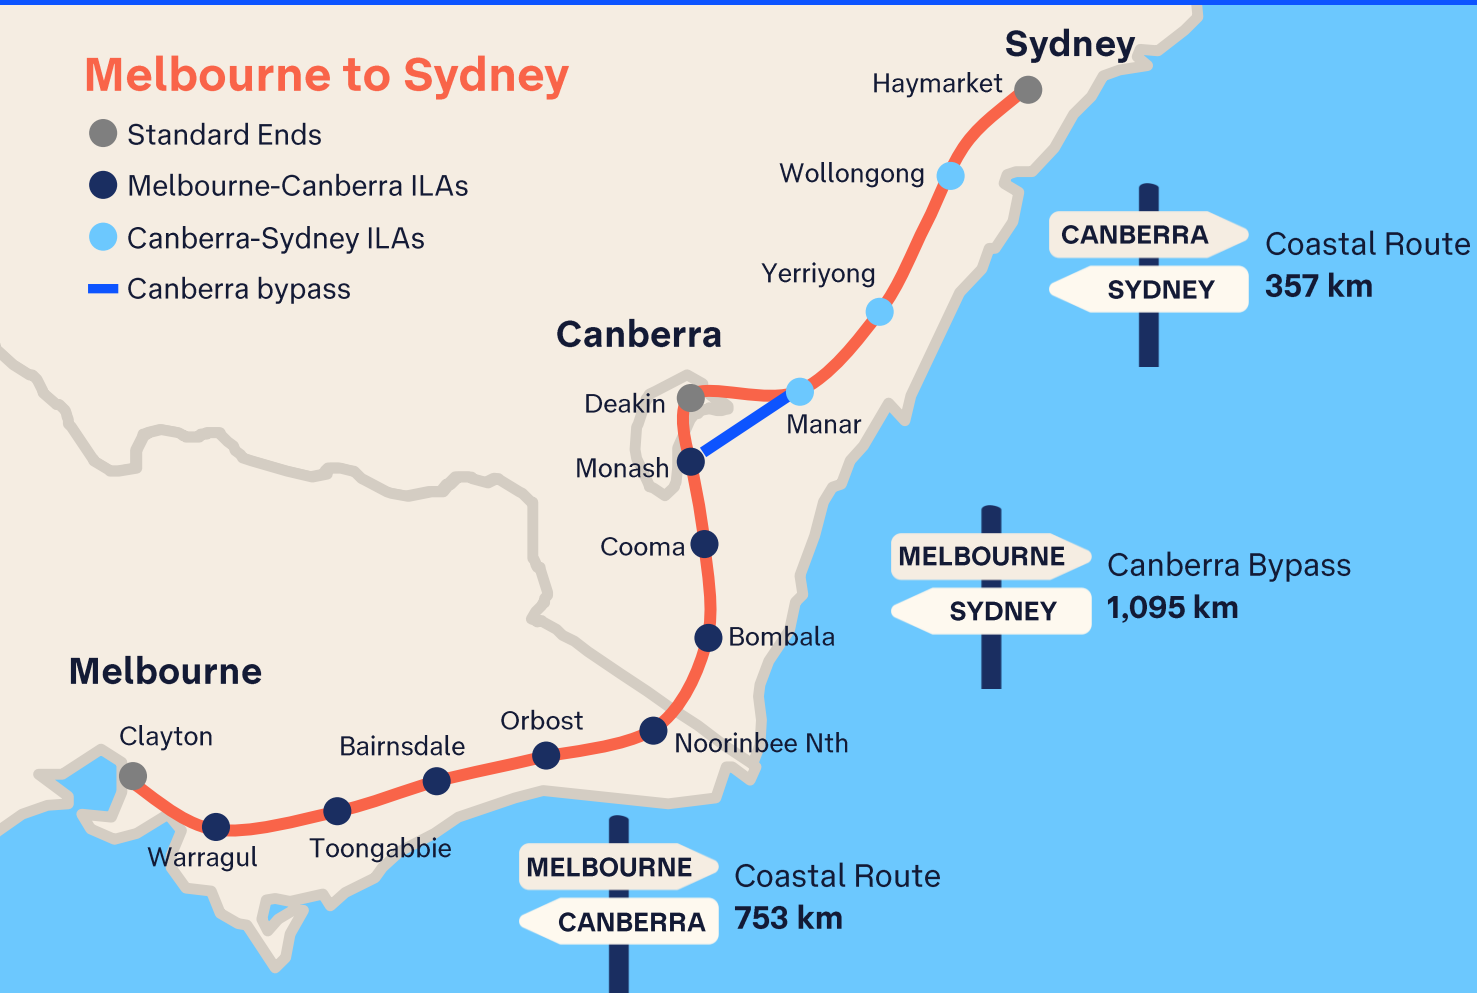 Melbourne to Sydney
Standard Ends
Melbourne-Canberra ILAs
Canberra-Sydney ILAs
Canberra bypass
Sydney
Haymarket
Wollongong
Yerriyong
CANBERRA
SYDNEY
Coastal Route
357 km
Canberra
Deakin
Manar
Monash
Cooma
Bombala
MELBOURNE
SYDNEY
Canberra Bypass
1,095 km
Melbourne
Clayton
Orbost
Bairnsdale
Noorinbee Nth
Warragul
Toongabbie
MELBOURNE
CANBERRA
Coastal Route
753 km